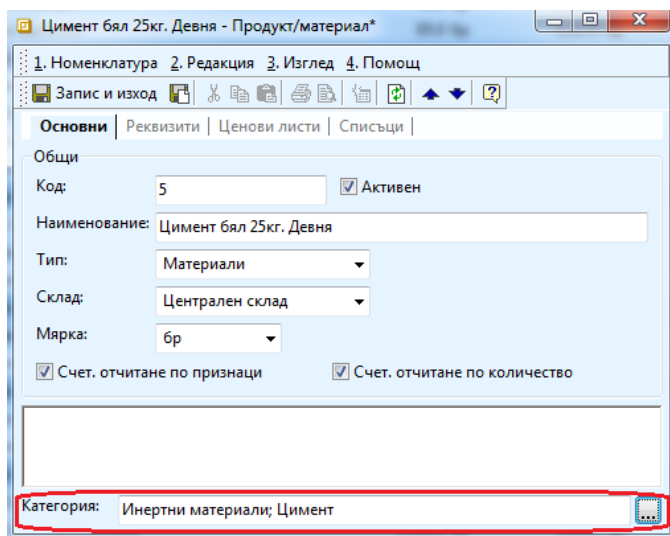 Цимент бял 25кг. Девня - Продукт/материал*
1. Номенклатура 2. Редакция 3. Изглед 4. Помощ
Запис и изход
Основни | Реквизити | Ценови листи | Списъци |
Общи
Код: 5 Активен
Наименование: Цимент бял 25кг. Девня
Тип: Материали
Склад: Централен склад
Мярка: бр
Счет. отчитане по признаци Счет. отчитане по количество
Категория: Инертни материали; Цимент ...